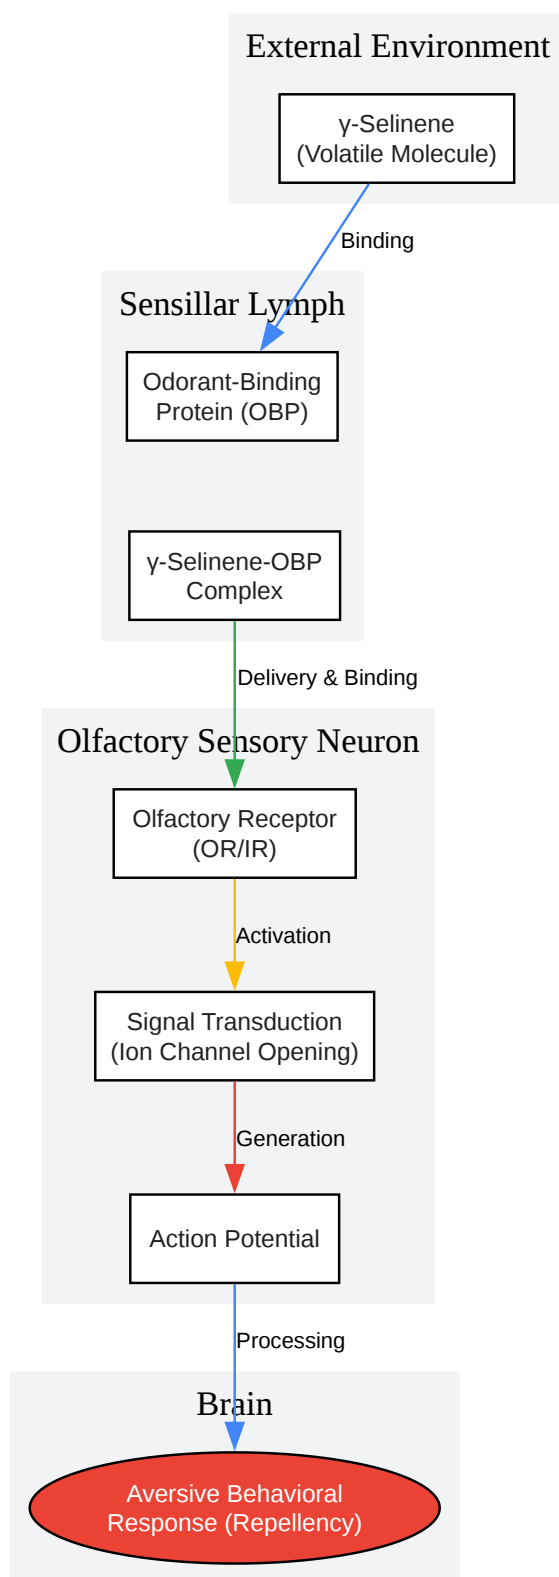 External Environment
γ-Selinene
(Volatile Molecule)
Binding
Sensillar Lymph
Odorant-Binding
Protein (OBP)
γ-Selinene-OBP
Complex
Delivery & Binding
Olfactory Sensory Neuron
Olfactory Receptor
(OR/IR)
Activation
Signal Transduction
(Ion Channel Opening)
Generation
Action Potential
Processing
Brain
Aversive Behavioral
Response (Repellency)